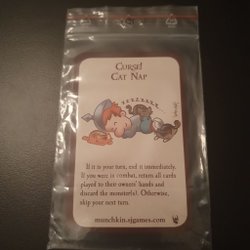 Curse!
Cat Nap
If it is your turn, end it immediately.
If you were in combat, return all cards
played to their owners' hands and
discard the monster(s). Otherwise,
skip your next turn.
munchkin.sjgames.com